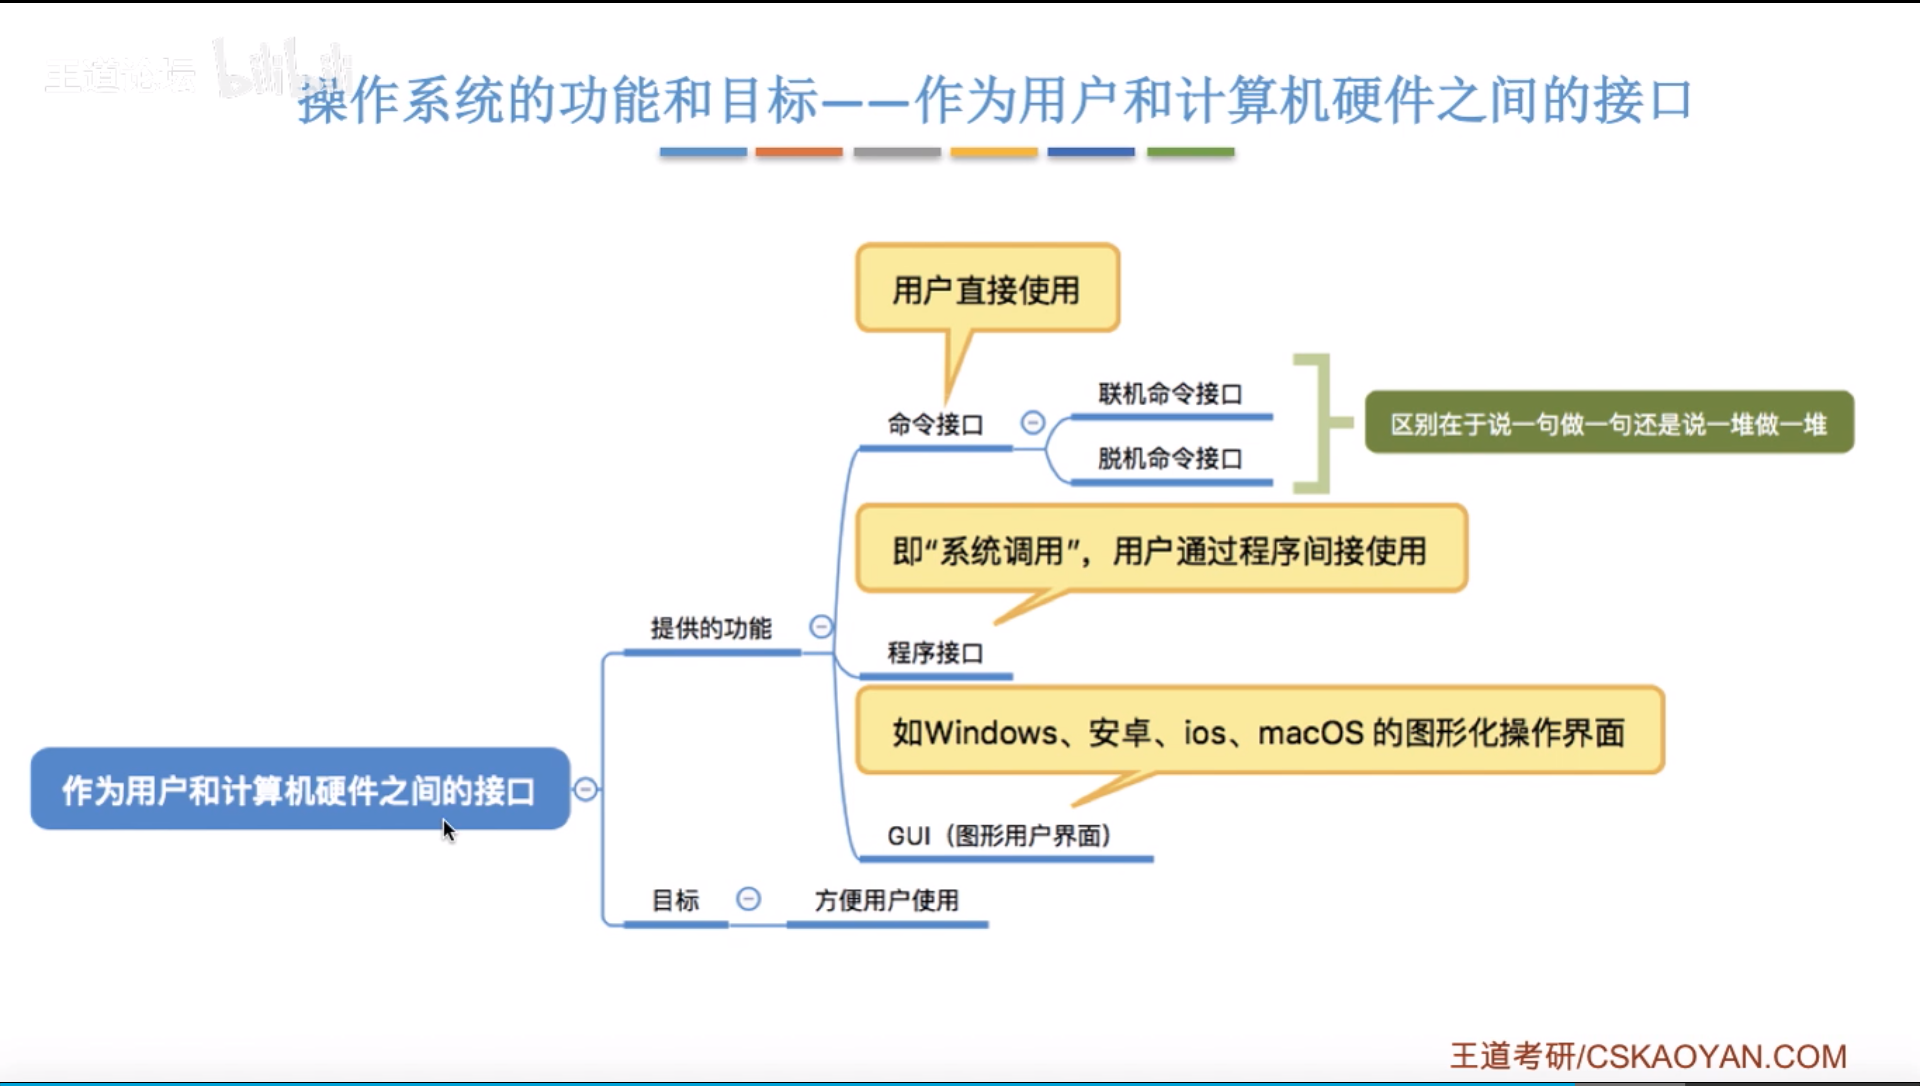 王道论坛 bilibili
操作系统的功能和目标——作为用户和计算机硬件之间的接口
用户直接使用
联机命令接口
命令接口
区别在于说一句做一句还是说一堆做一堆
脱机命令接口
即“系统调用”，用户通过程序间接使用
提供的功能
程序接口
如Windows、安卓、ios、macOS 的图形化操作界面
作为用户和计算机硬件之间的接口
GUI（图形用户界面）
目标
方便用户使用
王道考研/CSKAOYAN.COM